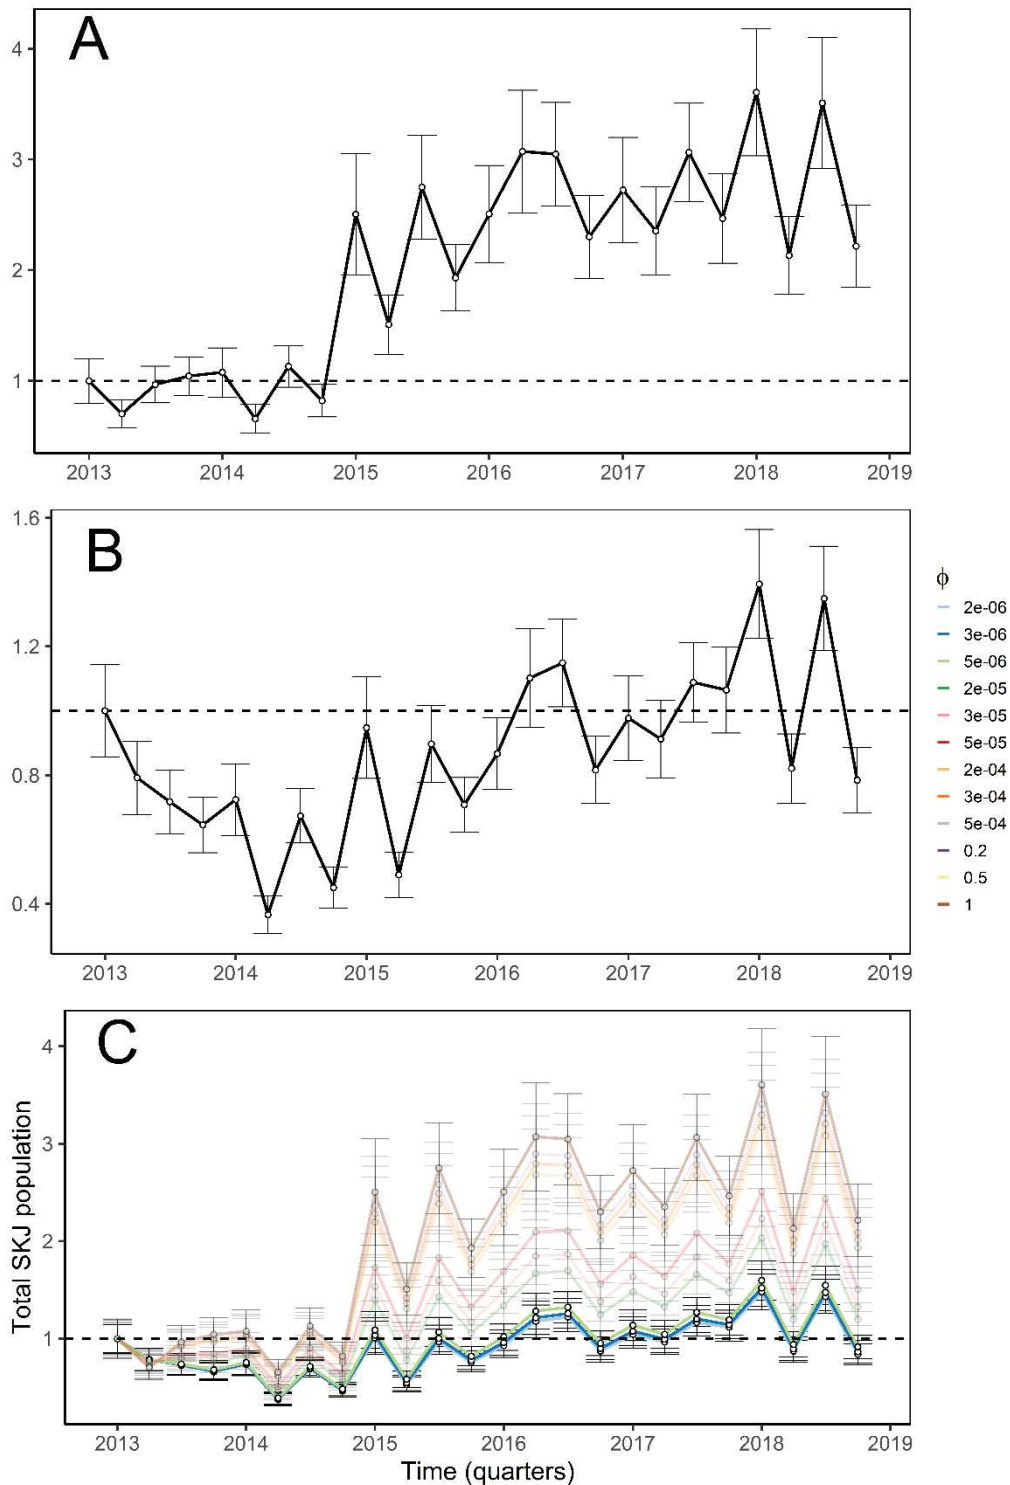 A
4
3
2
1
2013 2014 2015 2016 2017 2018 2019
B
1.6
1.2
0.8
0.4
2013 2014 2015 2016 2017 2018 2019
ϕ
2e-06
3e-06
5e-06
2e-05
3e-05
5e-05
2e-04
3e-04
5e-04
0.2
0.5
1
C
Total SKJ population
4
3
2
1
2013 2014 2015 2016 2017 2018 2019
Time (quarters)